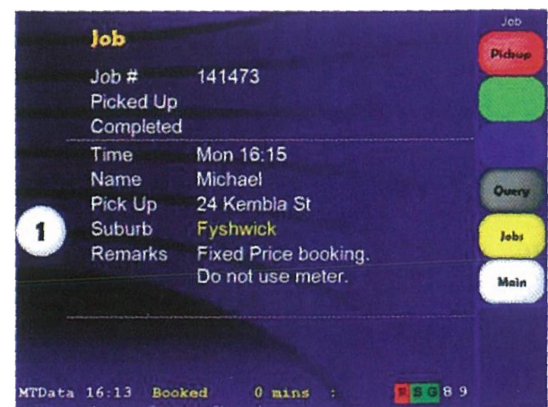 Job
Job # 141473
Picked Up
Completed
Time Mon 16:15
Name Michael
Pick Up 24 Kembla St
Suburb Fyshwick
Remarks Fixed Price booking.
Do not use meter.
1
Job
Pickup
Query
Jobs
Main
MTData 16:13 Booked 0 mins : S G 8 9